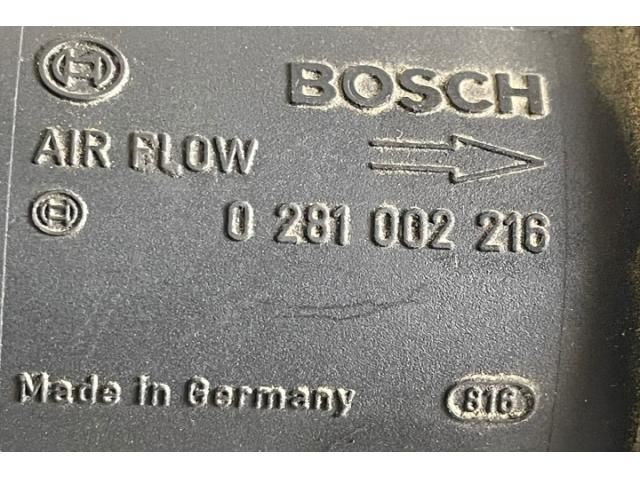 BOSCH
AIR FLOW
0 281 002 216
Made in Germany 816